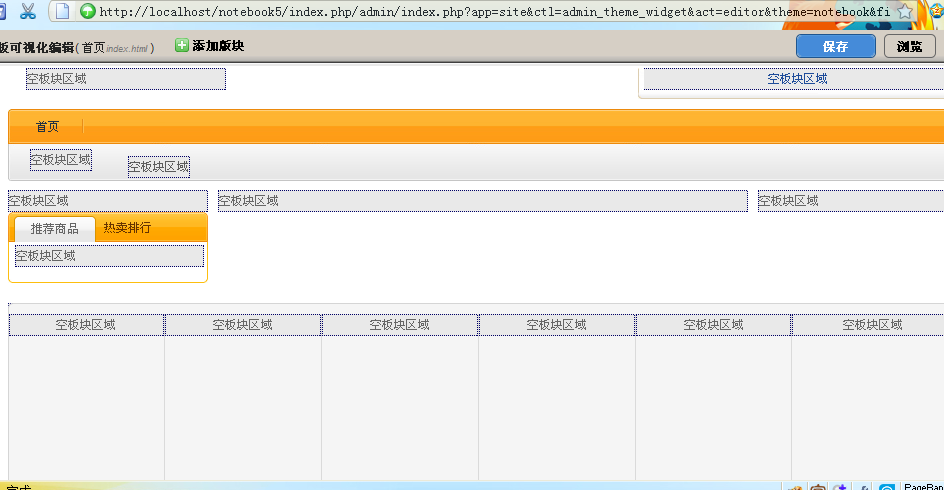 http://localhost/notebook5/index.php/admin/index.php?app=site&ctl=admin_theme_widget&act=editor&theme=notebook&fi
板可视化编辑(首页index.html) 添加版块 保存 浏览
空板块区域 空板块区域
首页
空板块区域 空板块区域
空板块区域 空板块区域 空板块区域
推荐商品 热卖排行
空板块区域
空板块区域 空板块区域 空板块区域 空板块区域 空板块区域 空板块区域
完成 PageRan